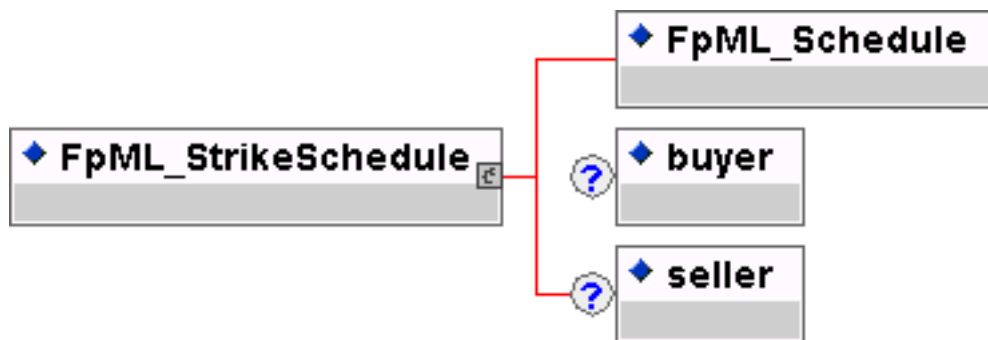 FpML_Schedule
FpML_StrikeSchedule
?
buyer
?
seller